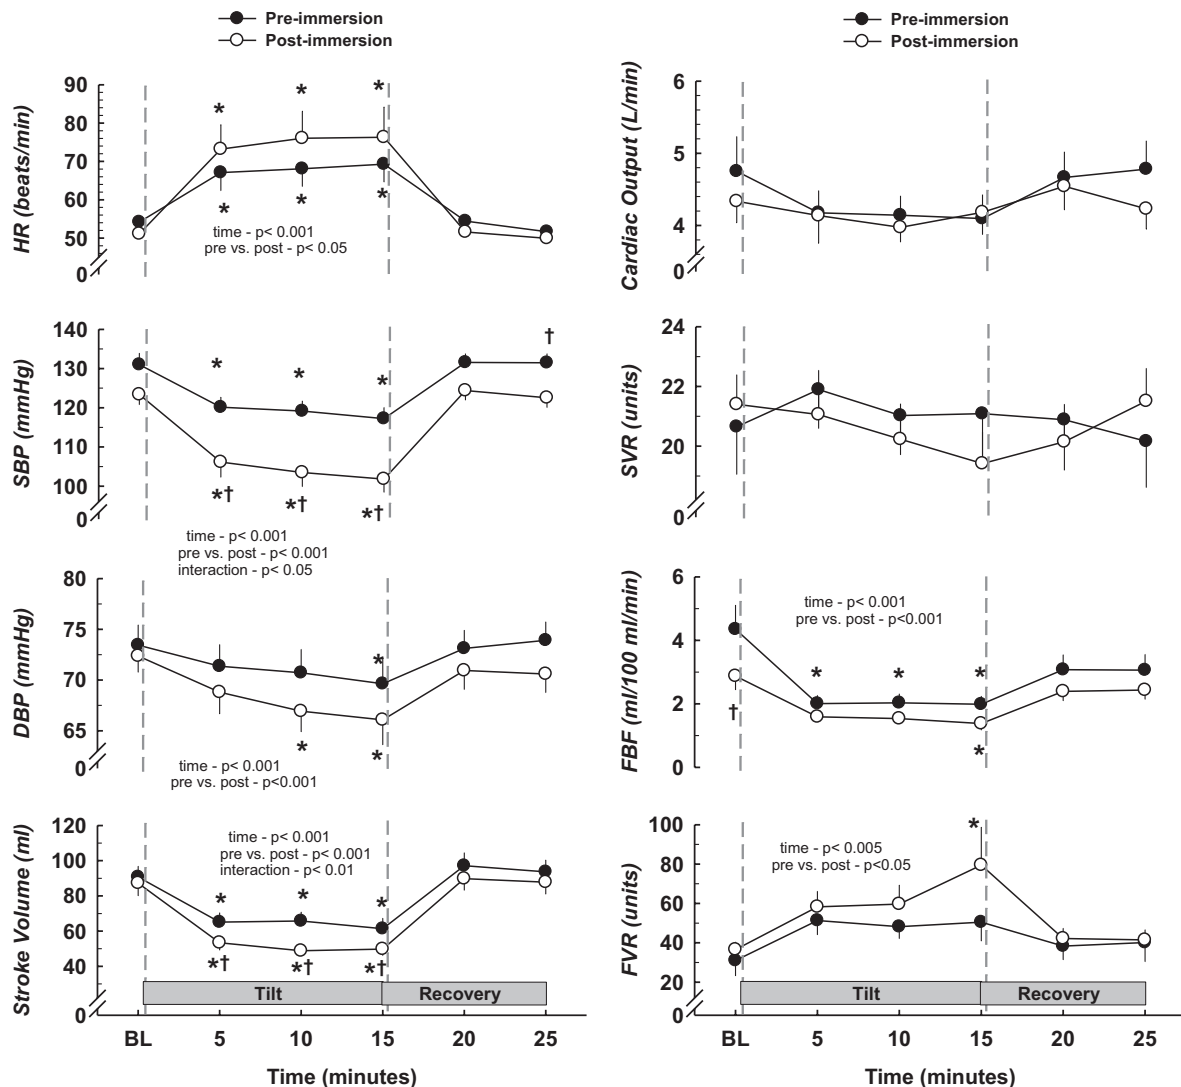 Pre-immersion
Post-immersion
HR (beats/min)
90
80
70
60
50
0
* * *
* * *
time - p< 0.001
pre vs. post - p< 0.05
SBP (mmHg)
140
130
120
110
100
0
* * * †
*† *† *†
time - p< 0.001
pre vs. post - p< 0.001
interaction - p< 0.05
DBP (mmHg)
80
75
70
65
0
*
* *
time - p< 0.001
pre vs. post - p<0.001
Stroke Volume (ml)
120
100
80
60
40
0
time - p< 0.001
pre vs. post - p< 0.001
interaction - p< 0.01
* * *
*† *† *†
Tilt Recovery
BL 5 10 15 20 25
Time (minutes)
Pre-immersion
Post-immersion
Cardiac Output (L/min)
6
5
4
0
SVR (units)
24
22
20
0
FBF (ml/100 ml/min)
6
4
2
0
time - p< 0.001
pre vs. post - p<0.001
* * *
†
*
FVR (units)
100
80
60
40
20
0
*
time - p< 0.005
pre vs. post - p<0.05
Tilt Recovery
BL 5 10 15 20 25
Time (minutes)